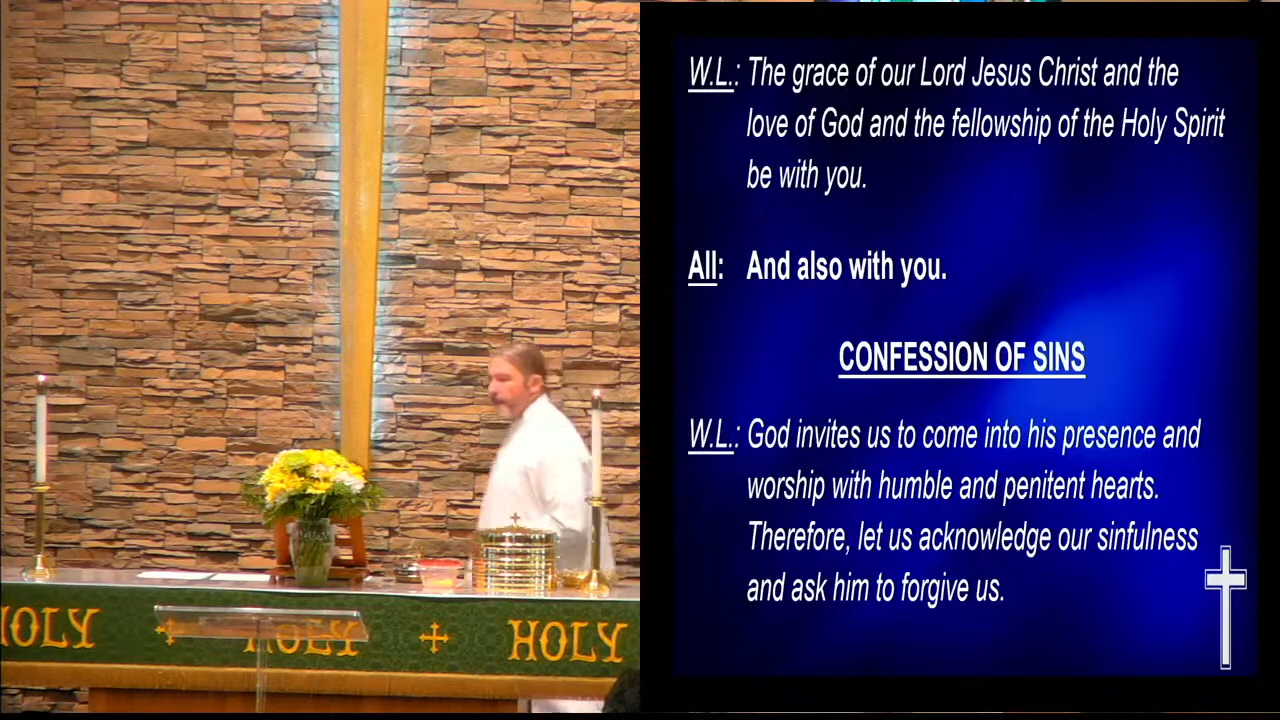 W.L.: The grace of our Lord Jesus Christ and the
love of God and the fellowship of the Holy Spirit
be with you.
All: And also with you.
CONFESSION OF SINS
W.L.: God invites us to come into his presence and
worship with humble and penitent hearts.
Therefore, let us acknowledge our sinfulness
and ask him to forgive us.
HOLY HOLY HOLY